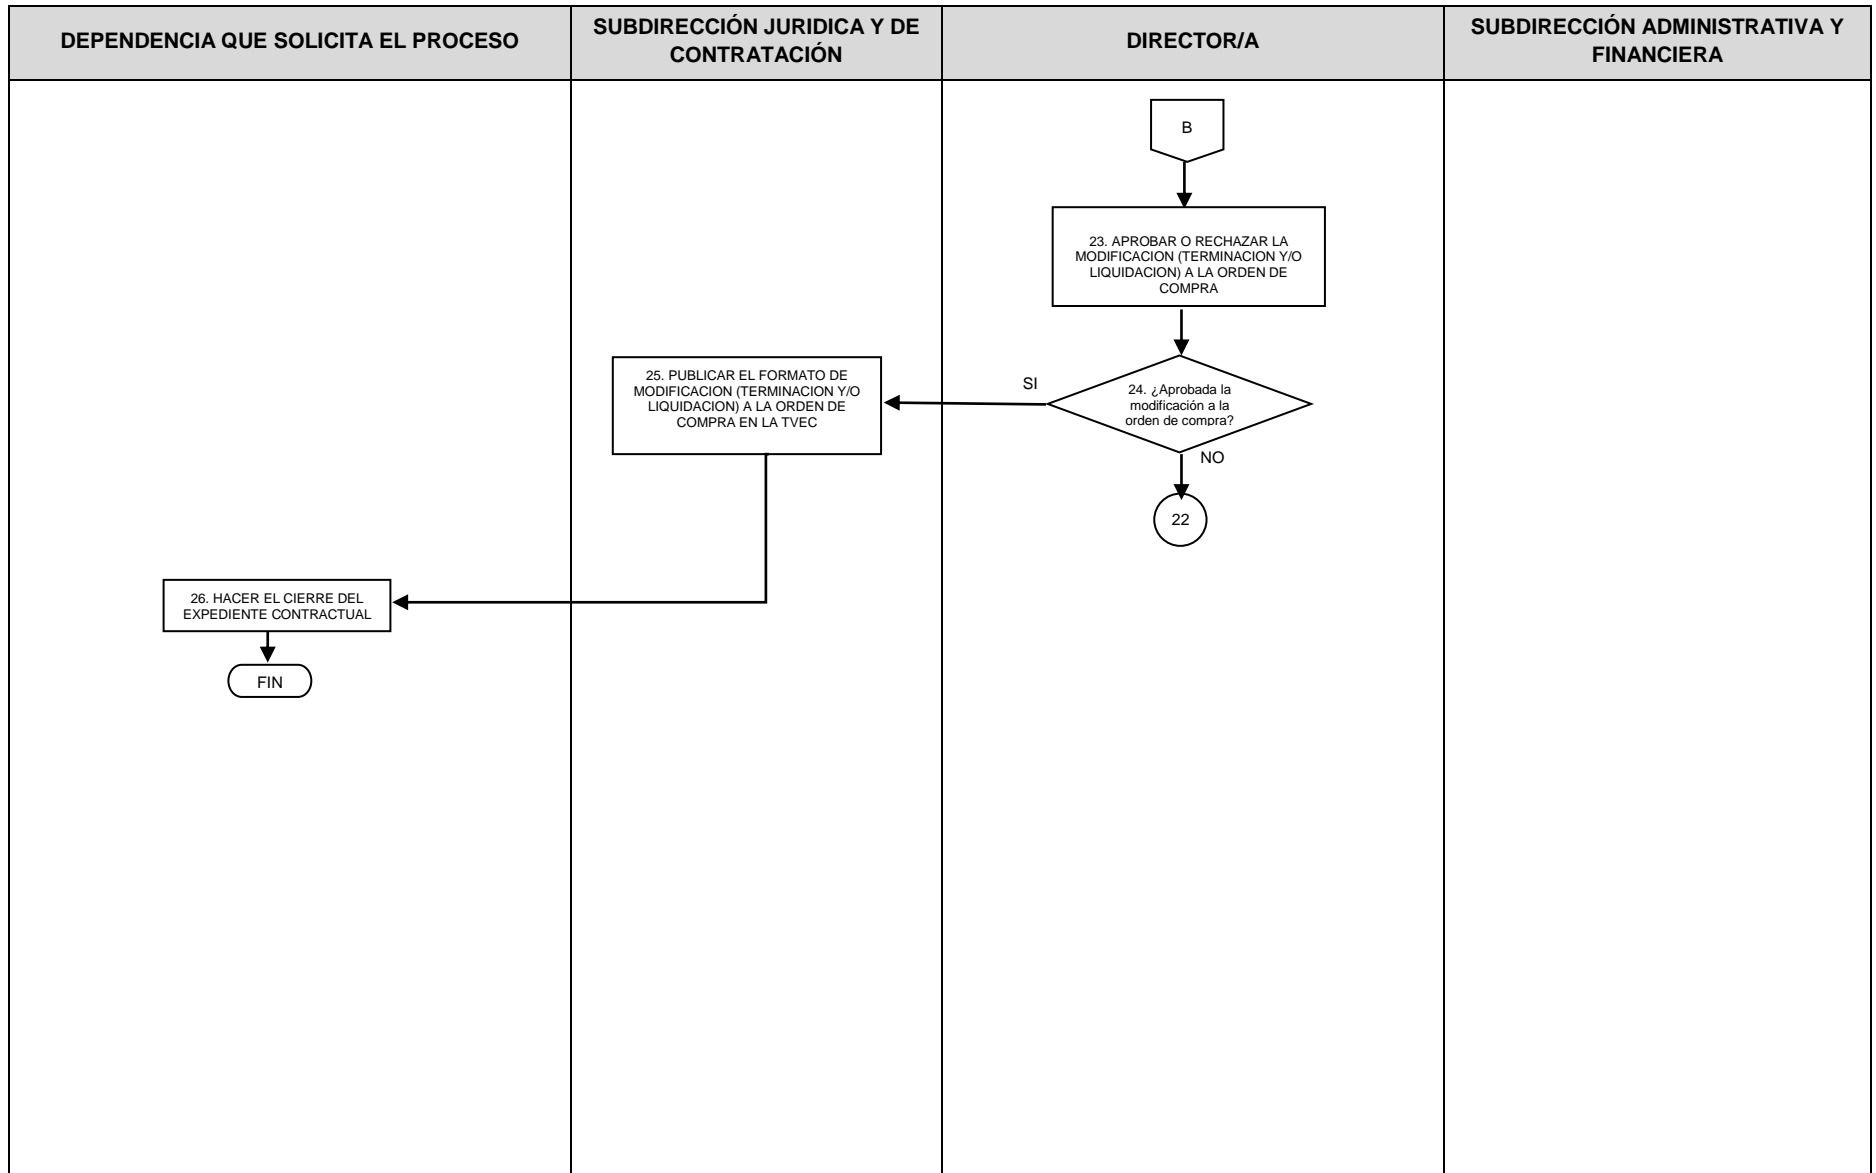 DEPENDENCIA QUE SOLICITA EL PROCESO
SUBDIRECCIÓN JURIDICA Y DE
CONTRATACIÓN
DIRECTOR/A
SUBDIRECCIÓN ADMINISTRATIVA Y
FINANCIERA
B
23. APROBAR O RECHAZAR LA
MODIFICACION (TERMINACION Y/O
LIQUIDACION) A LA ORDEN DE
COMPRA
24. ¿Aprobada la
modificación a la
orden de compra?
SI
NO
22
25. PUBLICAR EL FORMATO DE
MODIFICACION (TERMINACION Y/O
LIQUIDACION) A LA ORDEN DE
COMPRA EN LA TVEC
26. HACER EL CIERRE DEL
EXPEDIENTE CONTRACTUAL
FIN